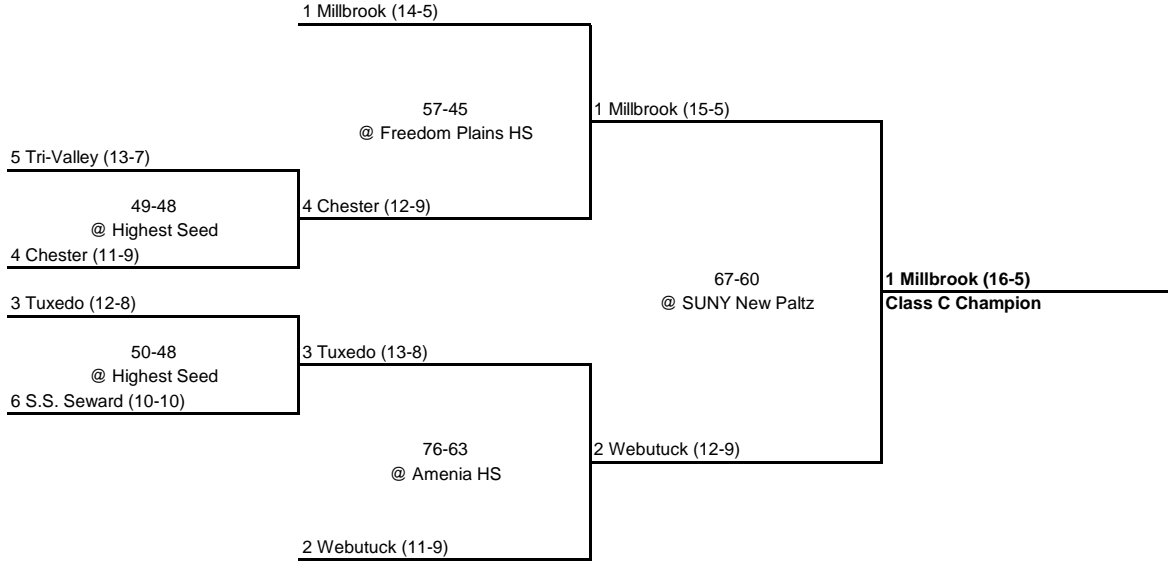 1 Millbrook (14-5)
57-45
@ Freedom Plains HS
1 Millbrook (15-5)
5 Tri-Valley (13-7)
49-48
@ Highest Seed
4 Chester (12-9)
4 Chester (11-9)
67-60
@ SUNY New Paltz
1 Millbrook (16-5)
Class C Champion
3 Tuxedo (12-8)
50-48
@ Highest Seed
3 Tuxedo (13-8)
6 S.S. Seward (10-10)
76-63
@ Amenia HS
2 Webutuck (12-9)
2 Webutuck (11-9)